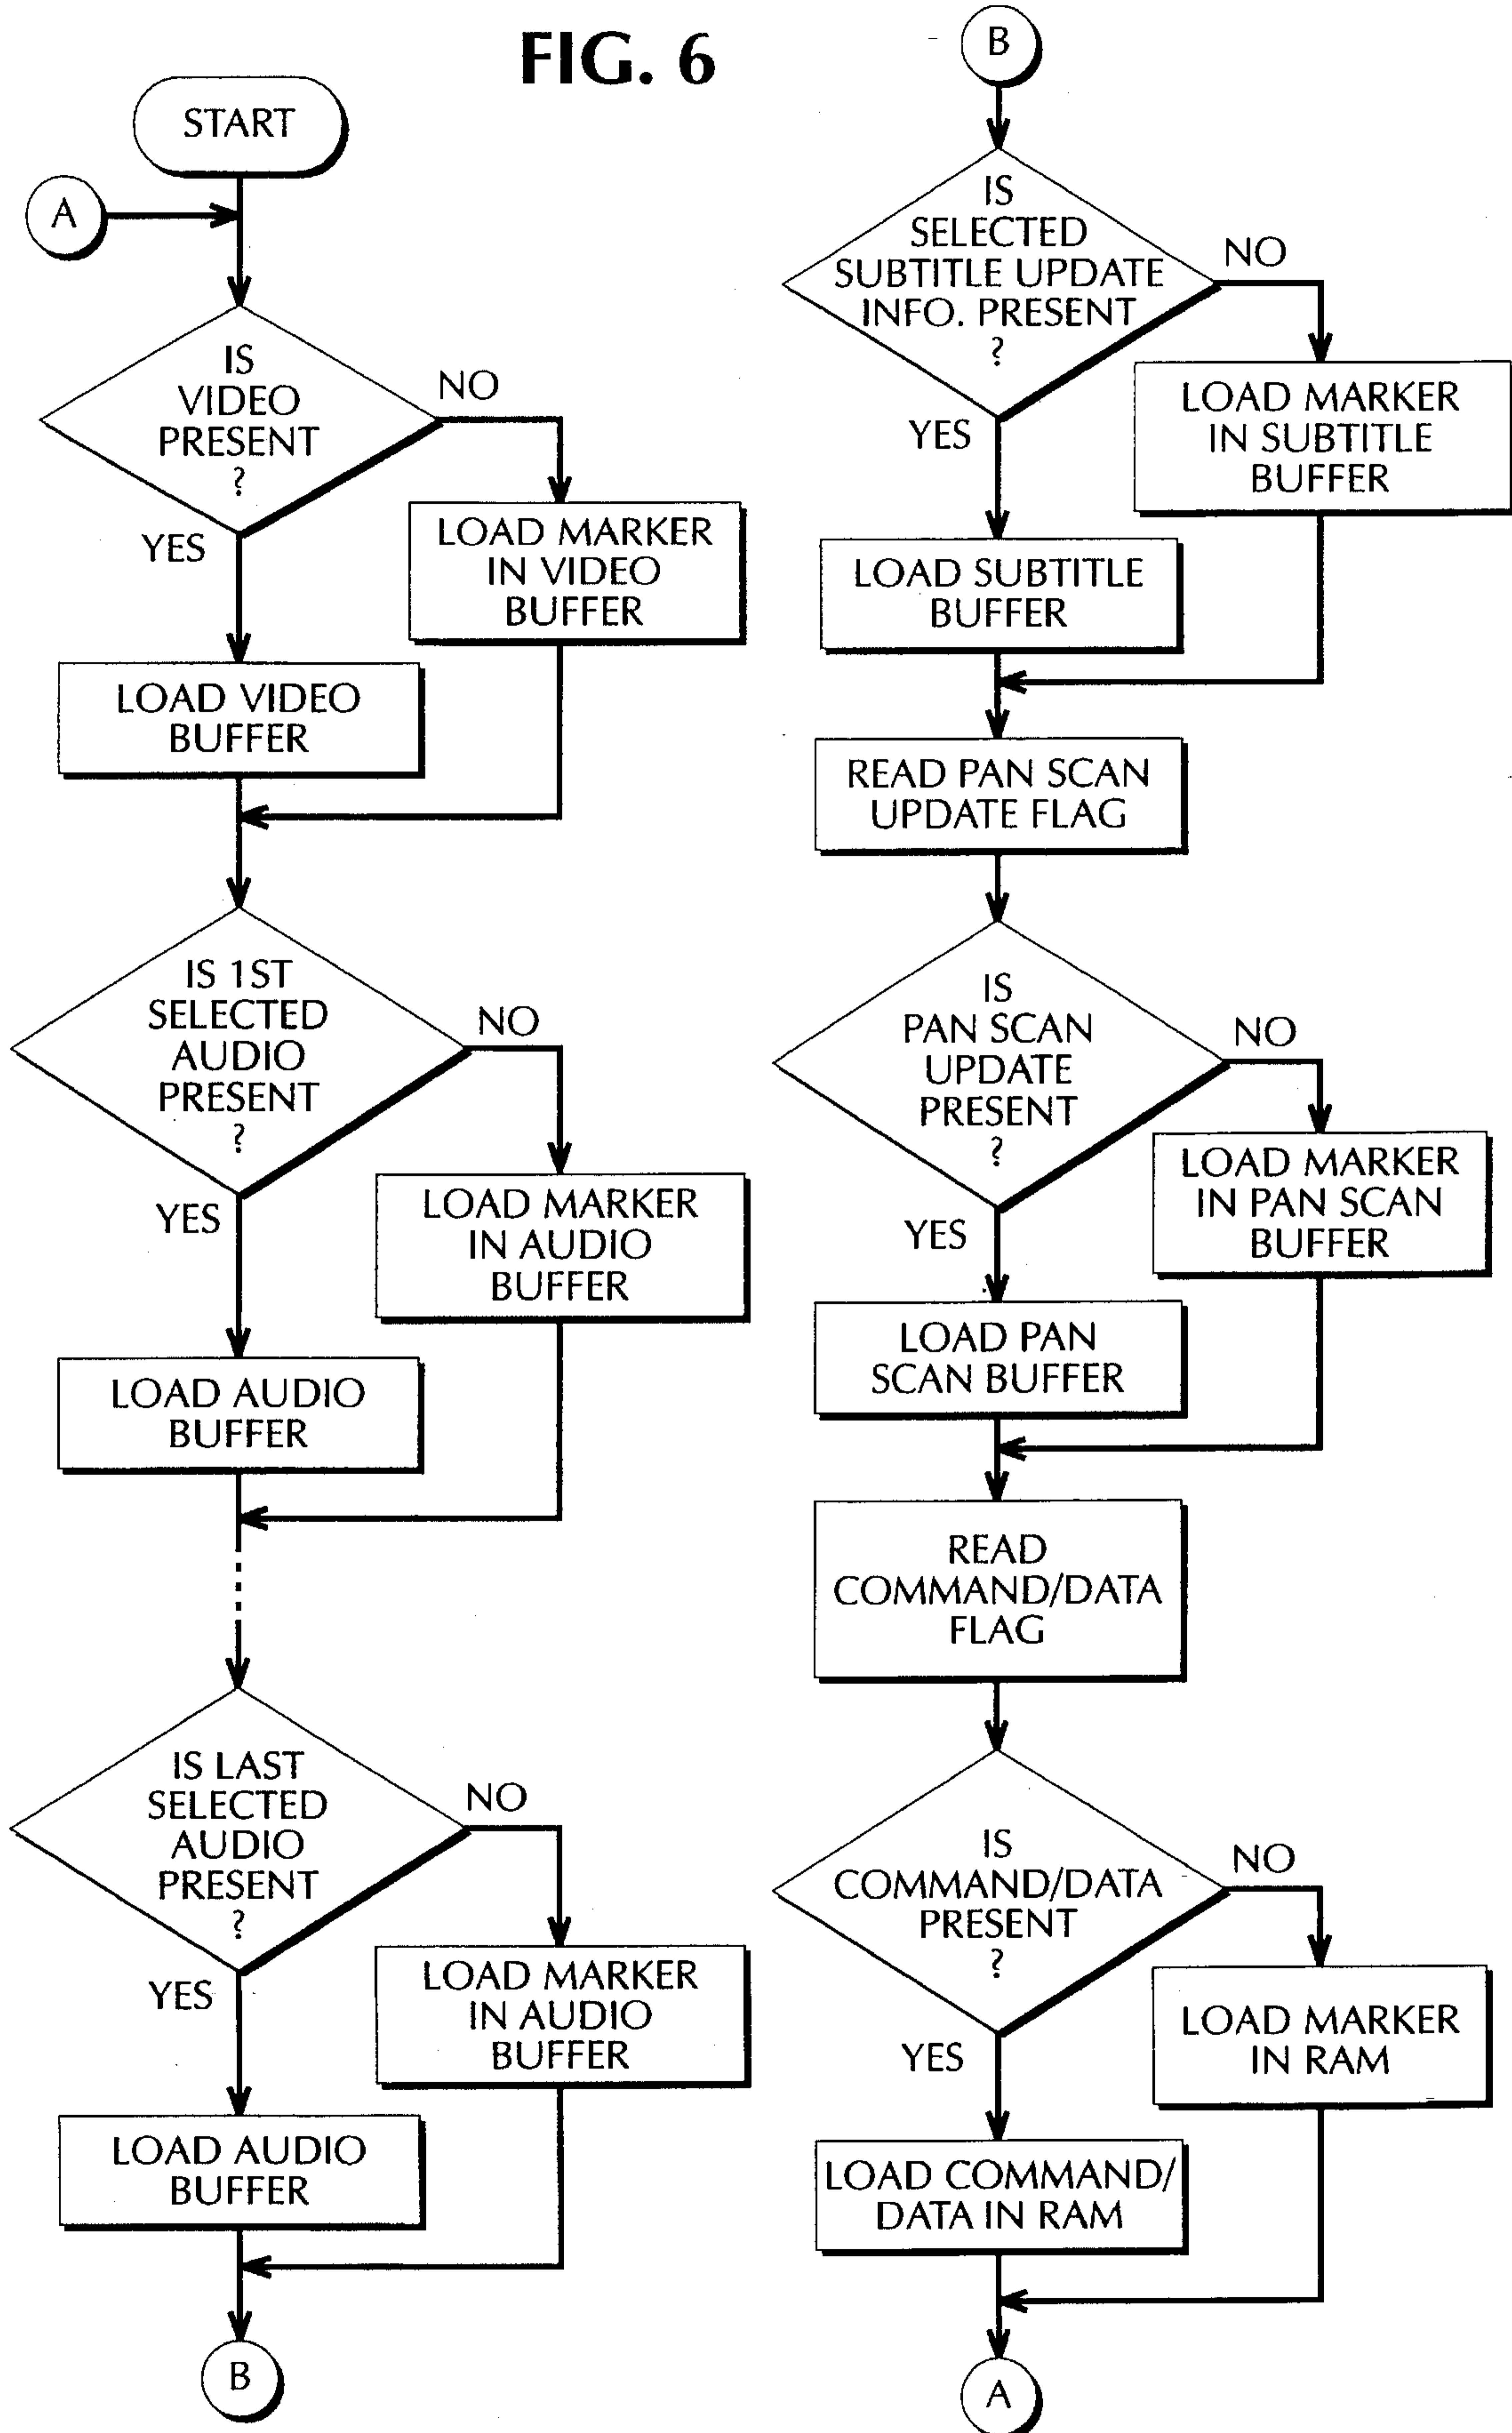 FIG. 6
START
A
IS
VIDEO
PRESENT
?
NO
YES
LOAD MARKER
IN VIDEO
BUFFER
LOAD VIDEO
BUFFER
IS 1ST
SELECTED
AUDIO
PRESENT
?
NO
YES
LOAD MARKER
IN AUDIO
BUFFER
LOAD AUDIO
BUFFER
IS LAST
SELECTED
AUDIO
PRESENT
?
NO
YES
LOAD MARKER
IN AUDIO
BUFFER
LOAD AUDIO
BUFFER
B
B
IS
SELECTED
SUBTITLE UPDATE
INFO. PRESENT
?
NO
YES
LOAD MARKER
IN SUBTITLE
BUFFER
LOAD SUBTITLE
BUFFER
READ PAN SCAN
UPDATE FLAG
IS
PAN SCAN
UPDATE
PRESENT
?
NO
YES
LOAD MARKER
IN PAN SCAN
BUFFER
LOAD PAN
SCAN BUFFER
READ
COMMAND/DATA
FLAG
IS
COMMAND/DATA
PRESENT
?
NO
YES
LOAD MARKER
IN RAM
LOAD COMMAND/
DATA IN RAM
A